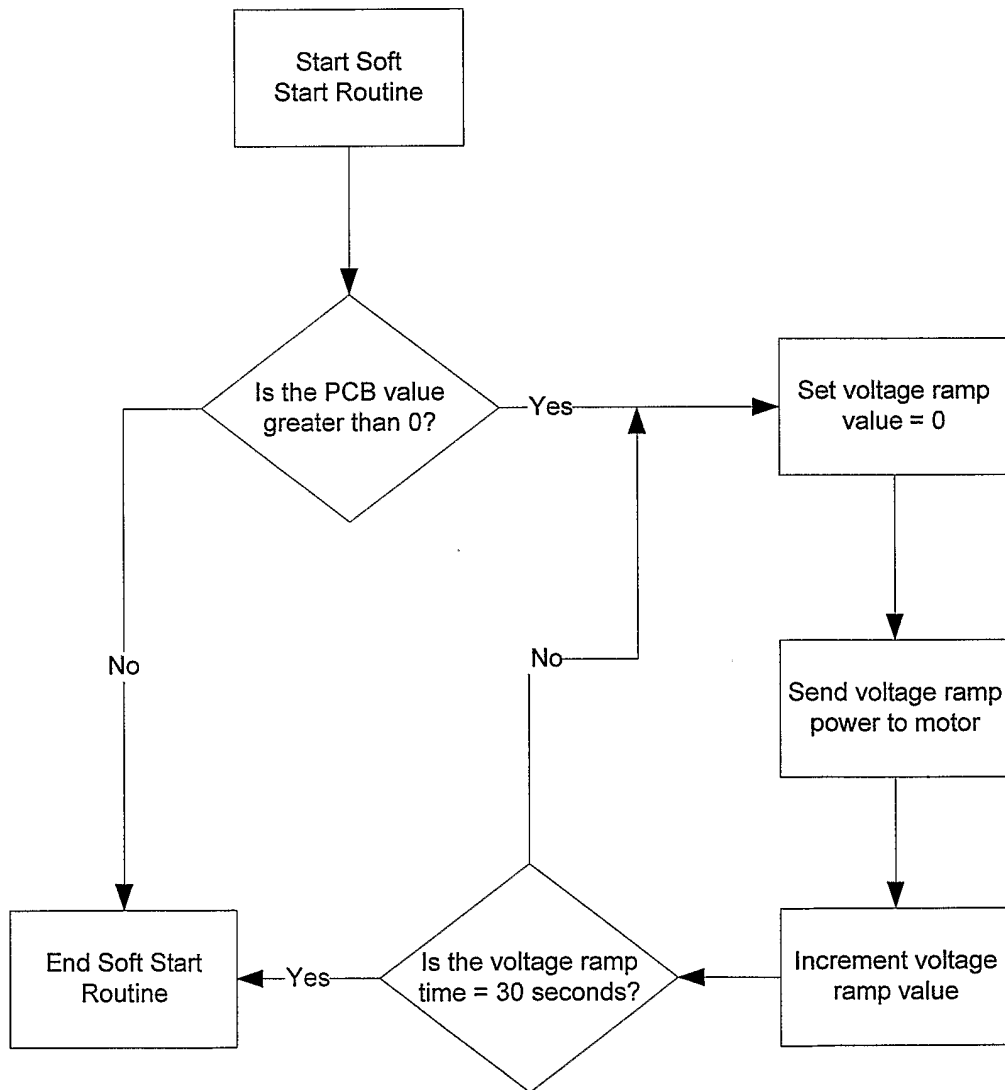 Start Soft
Start Routine
Is the PCB value
greater than 0?
Yes
Set voltage ramp
value = 0
No
No
Send voltage ramp
power to motor
End Soft Start
Routine
Yes
Is the voltage ramp
time = 30 seconds?
Increment voltage
ramp value